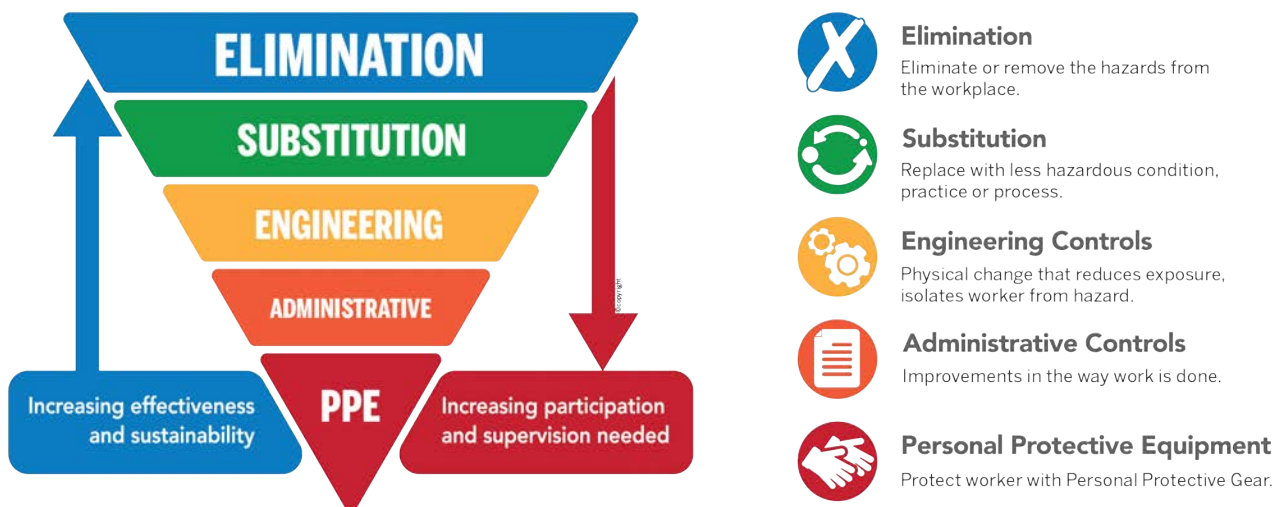 ELIMINATION
SUBSTITUTION
ENGINEERING
ADMINISTRATIVE
PPE
Increasing effectiveness
and sustainability
Increasing participation
and supervision needed
©copyright
Elimination
Eliminate or remove the hazards from
the workplace.
Substitution
Replace with less hazardous condition,
practice or process.
Engineering Controls
Physical change that reduces exposure,
isolates worker from hazard.
Administrative Controls
Improvements in the way work is done.
Personal Protective Equipment
Protect worker with Personal Protective Gear.